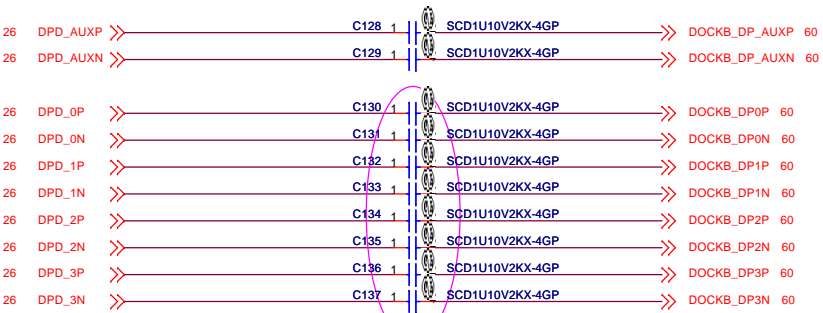 26 DPD_AUXP C128 1 SCD1U10V2KX-4GP DOCKB_DP_AUXP 60
26 DPD_AUXN C129 1 SCD1U10V2KX-4GP DOCKB_DP_AUXN 60
26 DPD_0P C130 1 SCD1U10V2KX-4GP DOCKB_DP0P 60
26 DPD_0N C131 1 SCD1U10V2KX-4GP DOCKB_DP0N 60
26 DPD_1P C132 1 SCD1U10V2KX-4GP DOCKB_DP1P 60
26 DPD_1N C133 1 SCD1U10V2KX-4GP DOCKB_DP1N 60
26 DPD_2P C134 1 SCD1U10V2KX-4GP DOCKB_DP2P 60
26 DPD_2N C135 1 SCD1U10V2KX-4GP DOCKB_DP2N 60
26 DPD_3P C136 1 SCD1U10V2KX-4GP DOCKB_DP3P 60
26 DPD_3N C137 1 SCD1U10V2KX-4GP DOCKB_DP3N 60